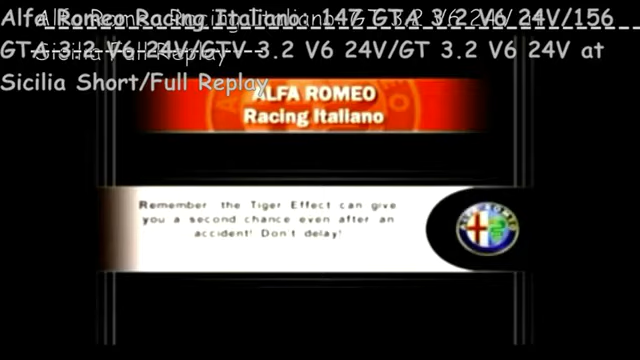 Alfa Romeo Racing Italiano: 147 GTA 3.2 V6 24V/156
GTA 3.2 V6 24V/GTV 3.2 V6 24V/GT 3.2 V6 24V at
Sicilia Short/Full Replay
ALFA ROMEO
Racing Italiano
Remember the Tiger Effect can give
you a second chance even after an
accident! Don't delay!
ALFA ROMEO